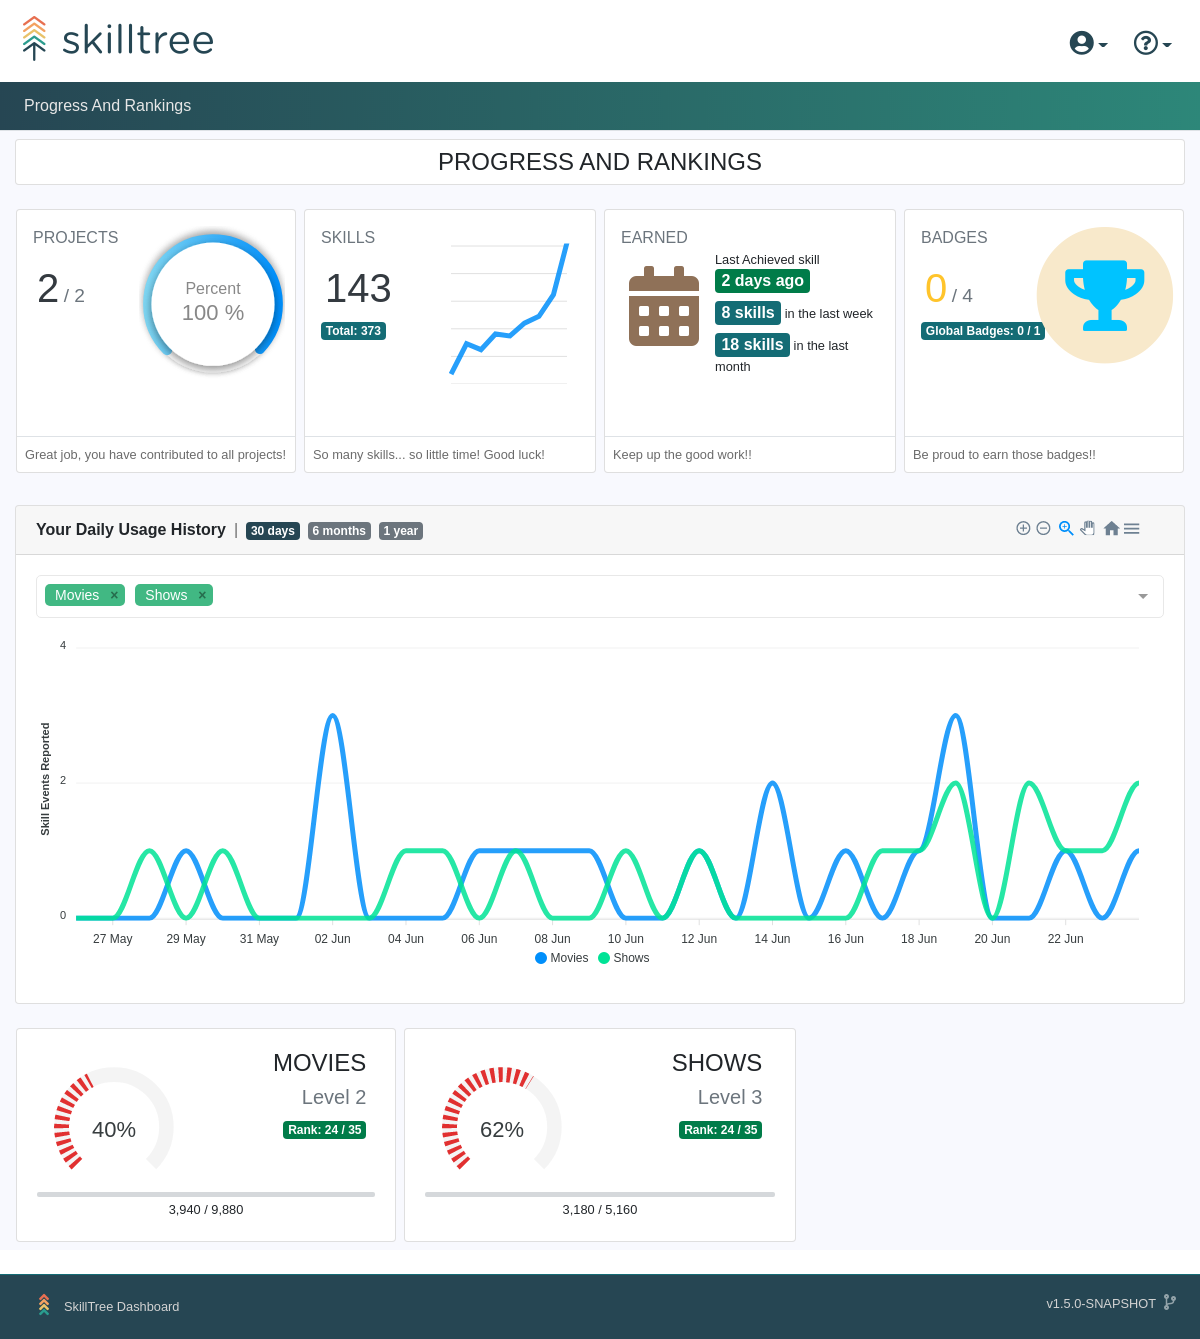 skilltree
Progress And Rankings
PROGRESS AND RANKINGS
PROJECTS
2 / 2
Percent
100 %
Great job, you have contributed to all projects!
SKILLS
143
Total: 373
So many skills... so little time! Good luck!
EARNED
Last Achieved skill
2 days ago
8 skills in the last week
18 skills in the last
month
Keep up the good work!!
BADGES
0 / 4
Global Badges: 0 / 1
Be proud to earn those badges!!
Your Daily Usage History | 30 days 6 months 1 year
Movies × Shows ×
4
2
0
Skill Events Reported
27 May 29 May 31 May 02 Jun 04 Jun 06 Jun 08 Jun 10 Jun 12 Jun 14 Jun 16 Jun 18 Jun 20 Jun 22 Jun
Movies Shows
MOVIES
Level 2
Rank: 24 / 35
40%
3,940 / 9,880
SHOWS
Level 3
Rank: 24 / 35
62%
3,180 / 5,160
SkillTree Dashboard
v1.5.0-SNAPSHOT